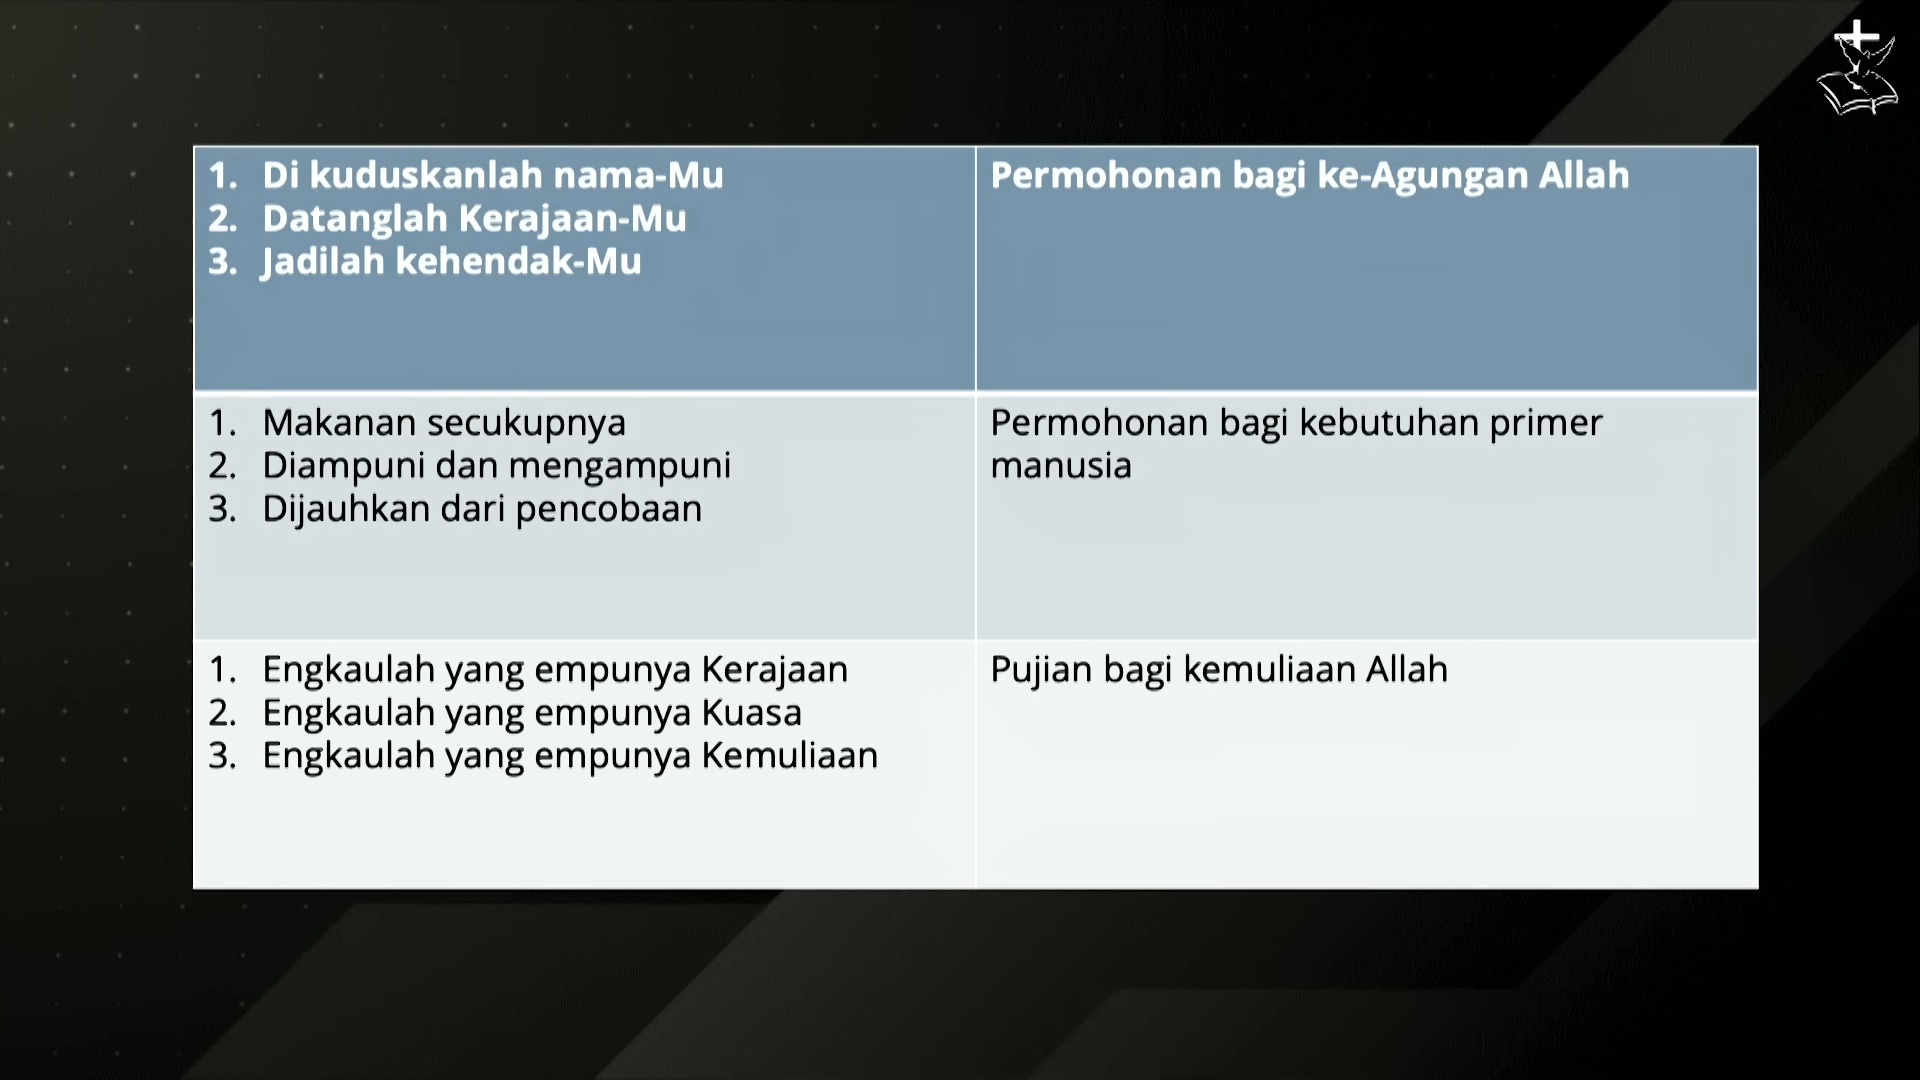 1. Di kuduskanlah nama-Mu
2. Datanglah Kerajaan-Mu
3. Jadilah kehendak-Mu
Permohonan bagi ke-Agungan Allah
1. Makanan secukupnya
2. Diampuni dan mengampuni
3. Dijauhkan dari pencobaan
Permohonan bagi kebutuhan primer
manusia
1. Engkaulah yang empunya Kerajaan
2. Engkaulah yang empunya Kuasa
3. Engkaulah yang empunya Kemuliaan
Pujian bagi kemuliaan Allah